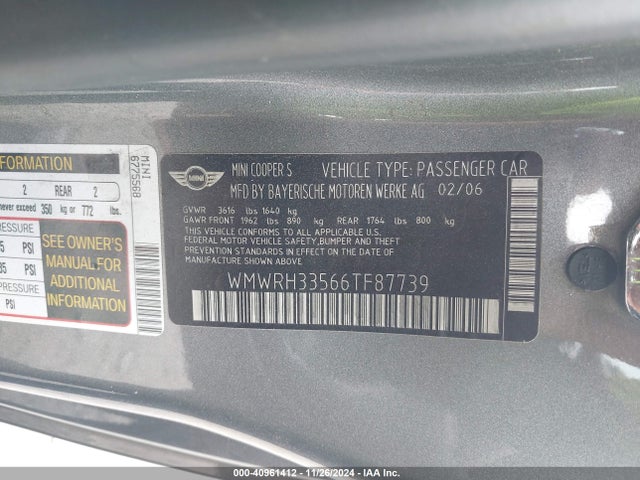 FORMATION
2 REAR 2
never exceed 350 kg or 772 lbs.
PRESSURE
5 PSI
35 PSI
PRESSURE
PSI
SEE OWNER'S
MANUAL FOR
ADDITIONAL
INFORMATION
MINI
6775568
MINI
MINI COOPER S VEHICLE TYPE: PASSENGER CAR
MFD BY BAYERISCHE MOTOREN WERKE AG 02/06
GVWR 3616 lbs 1640 kg
GAWR FRONT 1962 lbs 890 kg REAR 1764 lbs 800 kg
THIS VEHICLE CONFORMS TO ALL APPLICABLE U.S.
FEDERAL MOTOR VEHICLE SAFETY, BUMPER, AND THEFT
PREVENTION STANDARDS IN EFFECT ON THE DATE OF
MANUFACTURE SHOWN ABOVE.
WMWRH33566TF87739
000-40961412 - 11/26/2024 - IAA Inc.